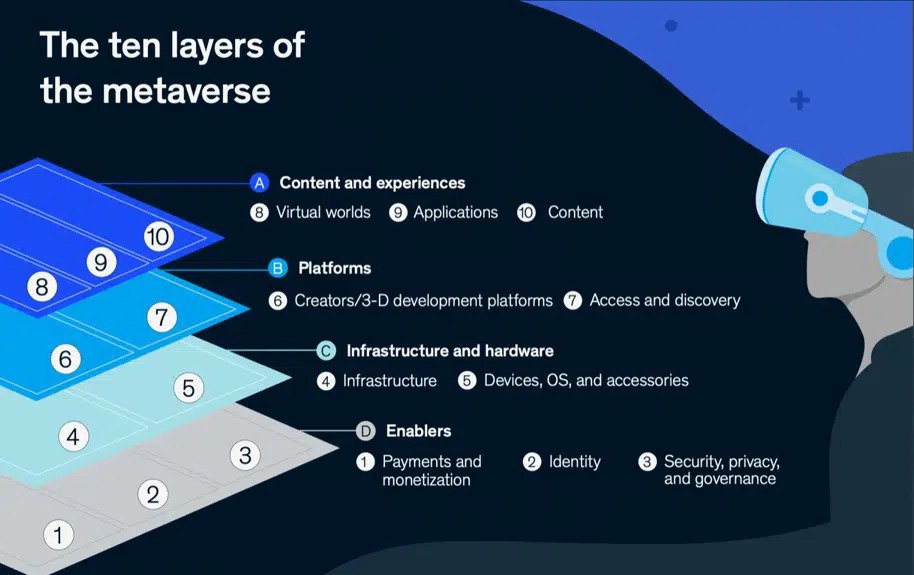 The ten layers of
the metaverse
A Content and experiences
8 Virtual worlds 9 Applications 10 Content
B Platforms
6 Creators/3-D development platforms 7 Access and discovery
C Infrastructure and hardware
4 Infrastructure 5 Devices, OS, and accessories
D Enablers
1 Payments and
monetization
2 Identity
3 Security, privacy,
and governance
10
9
8
7
6
5
4
3
2
1